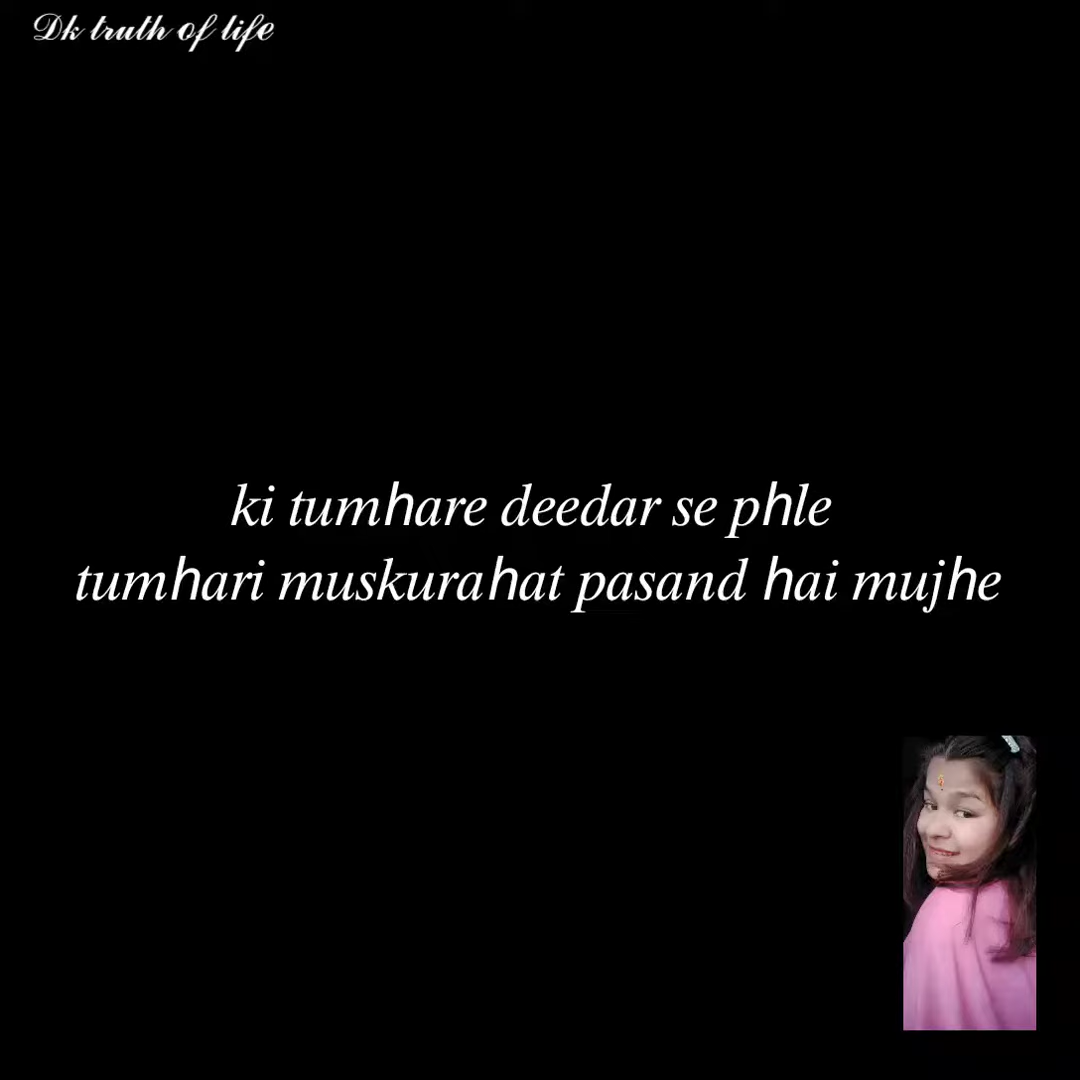 Dk truth of life
ki tumhare deedar se phle
tumhari muskurahat pasand hai mujhe